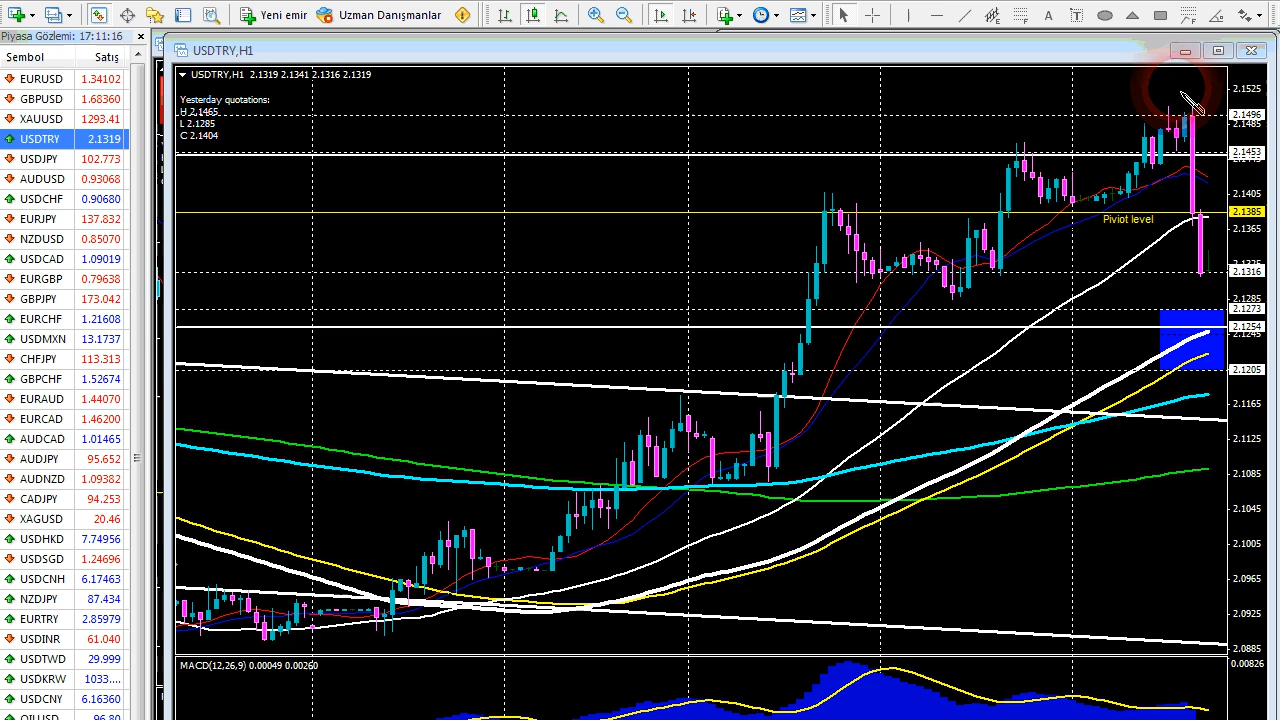 Yeni emir
Uzman Danışmanlar
A
T
F
Piyasa Gözlemi: 17:11:16
Sembol Satış
EURUSD 1.34102
GBPUSD 1.68360
XAUUSD 1293.41
USDTRY 2.1319
USDJPY 102.773
AUDUSD 0.93068
USDCHF 0.90680
EURJPY 137.832
NZDUSD 0.85070
USDCAD 1.09019
EURGBP 0.79638
GBPJPY 173.042
EURCHF 1.21608
USDMXN 13.1737
CHFJPY 113.313
GBPCHF 1.52674
EURAUD 1.44070
EURCAD 1.46200
AUDCAD 1.01465
AUDJPY 95.652
AUDNZD 1.09382
CADJPY 94.253
XAGUSD 20.46
USDHKD 7.74956
USDSGD 1.24696
USDCNH 6.17463
NZDJPY 87.434
EURTRY 2.85979
USDINR 61.040
USDTWD 29.999
USDKRW 1033....
USDCNY 6.16360
OILUSD 96.80
USDTRY,H1
USDTRY,H1 2.1319 2.1341 2.1316 2.1319
Yesterday quotations:
H 2.1465
L 2.1285
C 2.1404
Piviot level
2.1525
2.1496
2.1485
2.1453
2.1405
2.1385
2.1365
2.1316
2.1285
2.1273
2.1254
2.1205
2.1165
2.1125
2.1085
2.1045
2.1005
2.0965
2.0925
2.0885
MACD(12,26,9) 0.00049 0.00260
0.00826